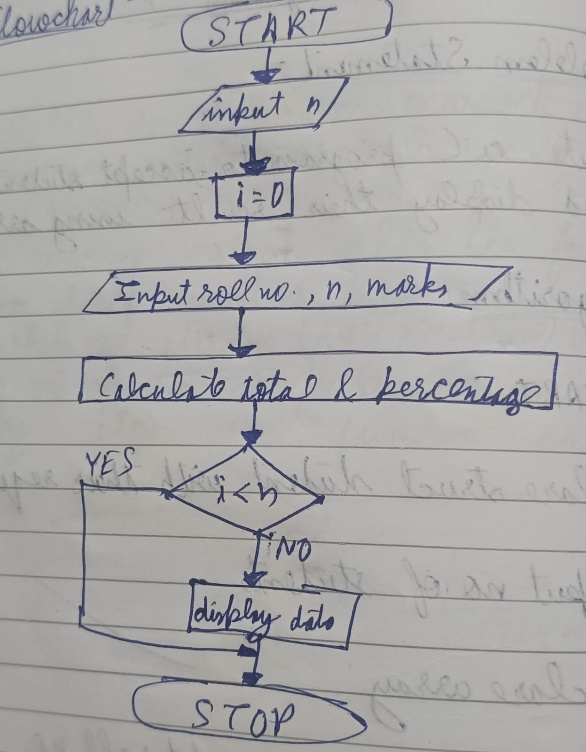 Flowchart
START
input n
i=0
Input roll no., n, marks
Calculate total & percentage
i<n
YES
NO
display data
STOP